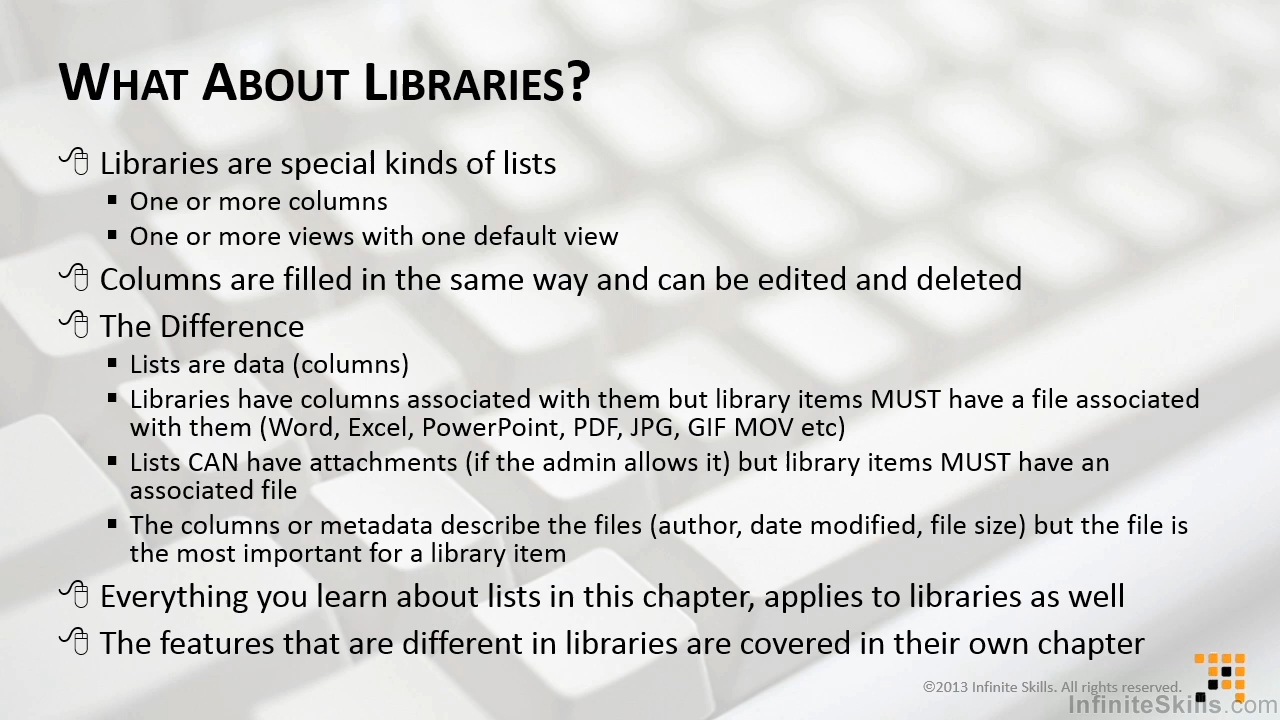 What About Libraries?
Libraries are special kinds of lists
One or more columns
One or more views with one default view
Columns are filled in the same way and can be edited and deleted
The Difference
Lists are data (columns)
Libraries have columns associated with them but library items MUST have a file associated
with them (Word, Excel, PowerPoint, PDF, JPG, GIF MOV etc)
Lists CAN have attachments (if the admin allows it) but library items MUST have an
associated file
The columns or metadata describe the files (author, date modified, file size) but the file is
the most important for a library item
Everything you learn about lists in this chapter, applies to libraries as well
The features that are different in libraries are covered in their own chapter
©2013 Infinite Skills. All rights reserved.
InfiniteSkills.com